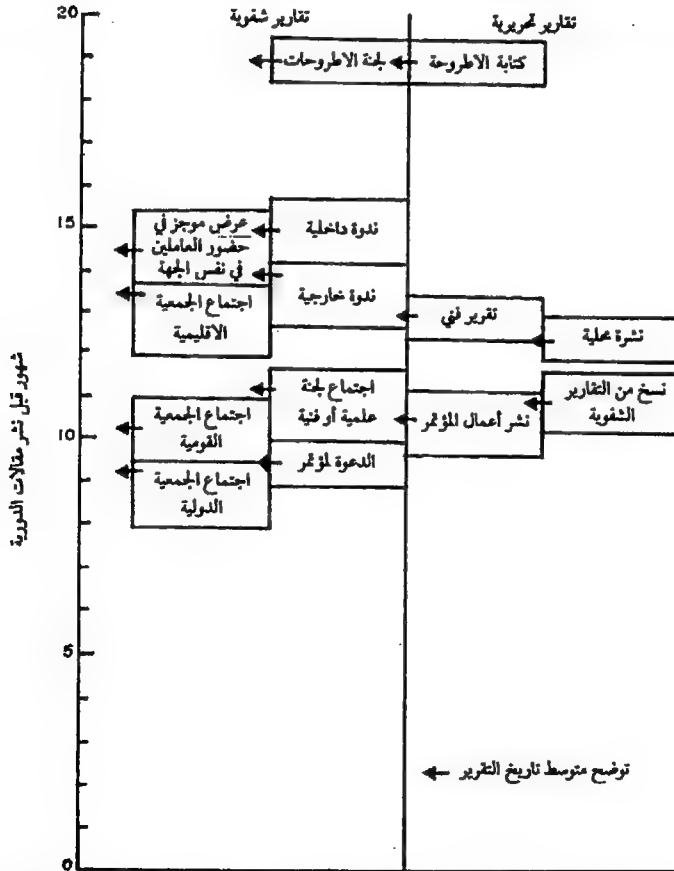 تقارير تحريرية
تقارير شفوية
20
كتابة الاطروحة
لجنة الاطروحات
15
ندوة داخلية
عرض موجز في
حضور العاملين
في نفس الجهة
ندوة خارجية
اجتماع الجمعية
الاقليمية
تقرير فني
نشرة محلية
نسخ من التقارير
الشفوية
نشر أعمال المؤتمر
اجتماع لجنة
علمية أو فنية
اجتماع الجمعية
القومية
10
الدعوة لمؤتمر
اجتماع الجمعية
الدولية
شهور قبل نشر مقالات الدورية
5
توضح متوسط تاريخ التقرير
0